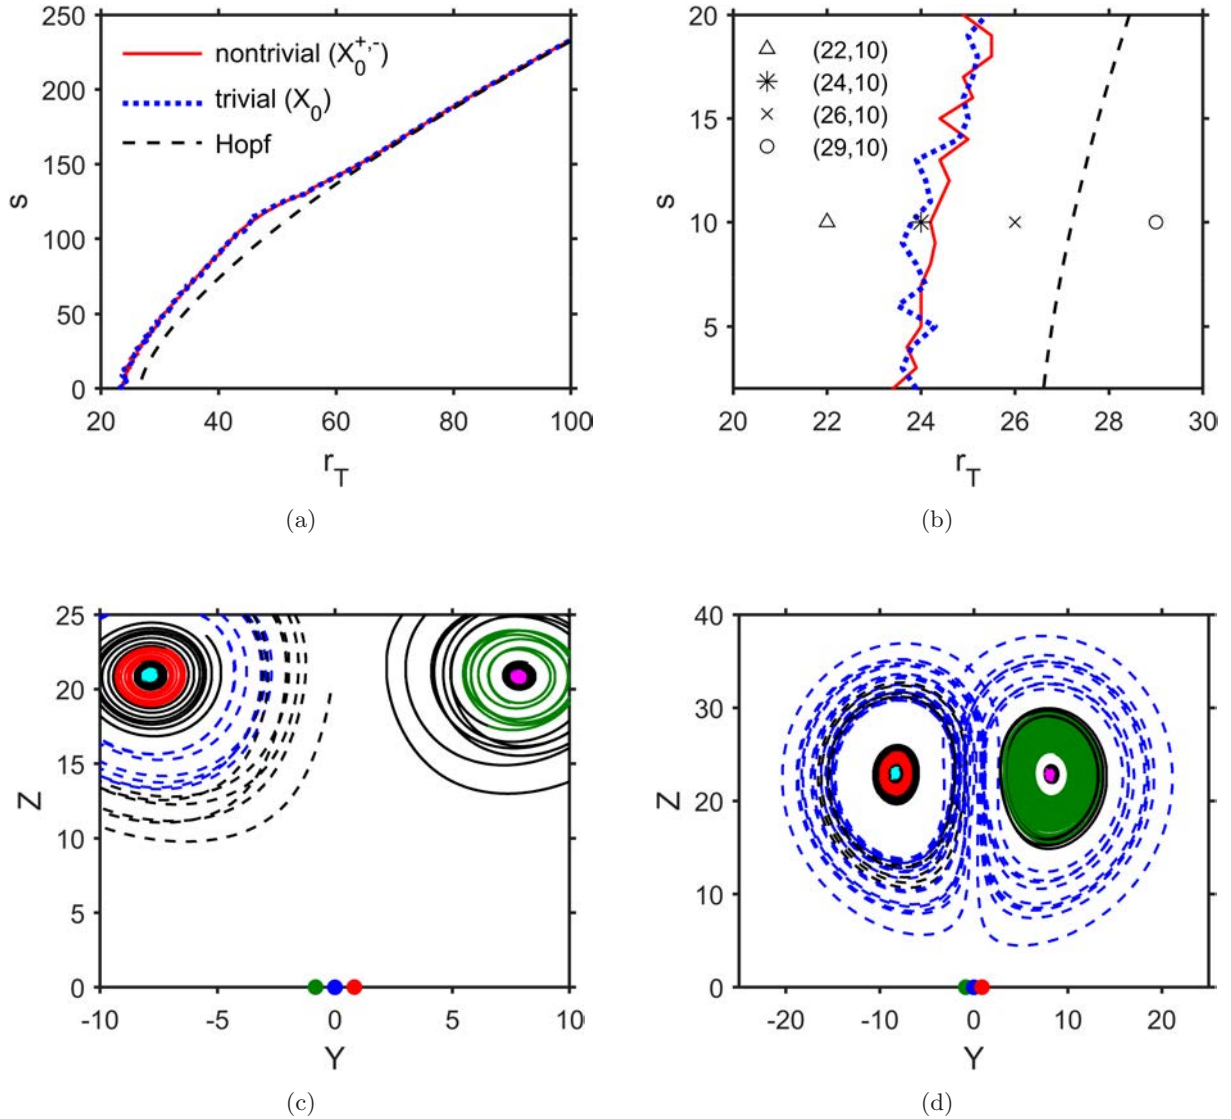 250
200
150
100
50
0
s
nontrivial (X₀⁺,⁻)
trivial (X₀)
Hopf
20 40 60 80 100
r_T
(a)
20
15
10
5
s
(22,10)
(24,10)
(26,10)
(29,10)
20 22 24 26 28 30
r_T
(b)
25
20
15
10
5
0
Z
-10 -5 0 5 10
Y
(c)
40
30
20
10
0
Z
-20 -10 0 10 20
Y
(d)